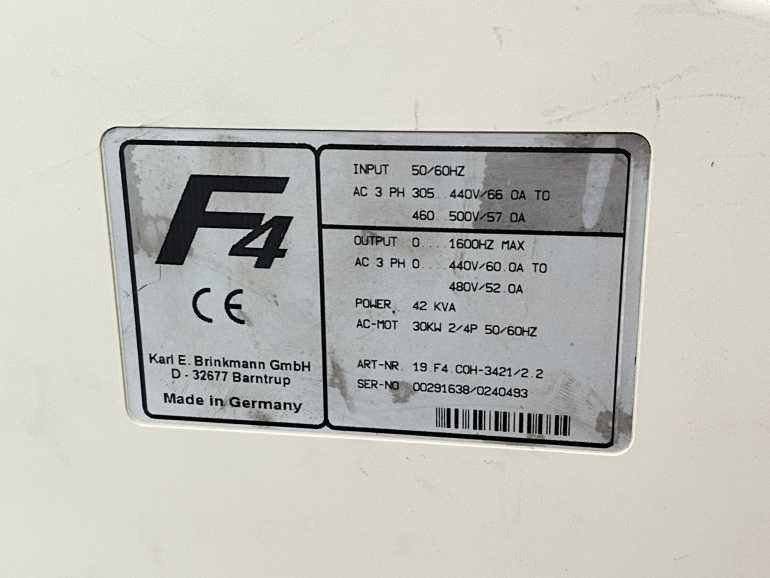 F4
CE
Karl E. Brinkmann GmbH
D - 32677 Barntrup
Made in Germany
INPUT 50/60HZ
AC 3 PH 305...440V/66.0A TO
460..500V/57.0A
OUTPUT 0....1600HZ MAX
AC 3 PH 0....440V/60.0A TO
480V/52.0A
POWER. 42 KVA
AC-MOT 30KW 2/4P 50/60HZ
ART-NR. 19.F4.C0H-3421/2.2
SER-NO 00291638/0240493